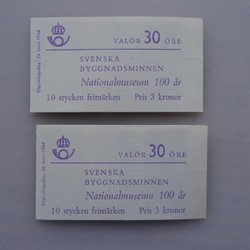 VALÖR 30 ÖRE
SVENSKA
BYGGNADSMINNEN
Nationalmuseum 100 år
10 stycken frimärken Pris 3 kronor
VALÖR 30 ÖRE
SVENSKA
BYGGNADSMINNEN
Nationalmuseum 100 år
10 stycken frimärken Pris 3 kronor